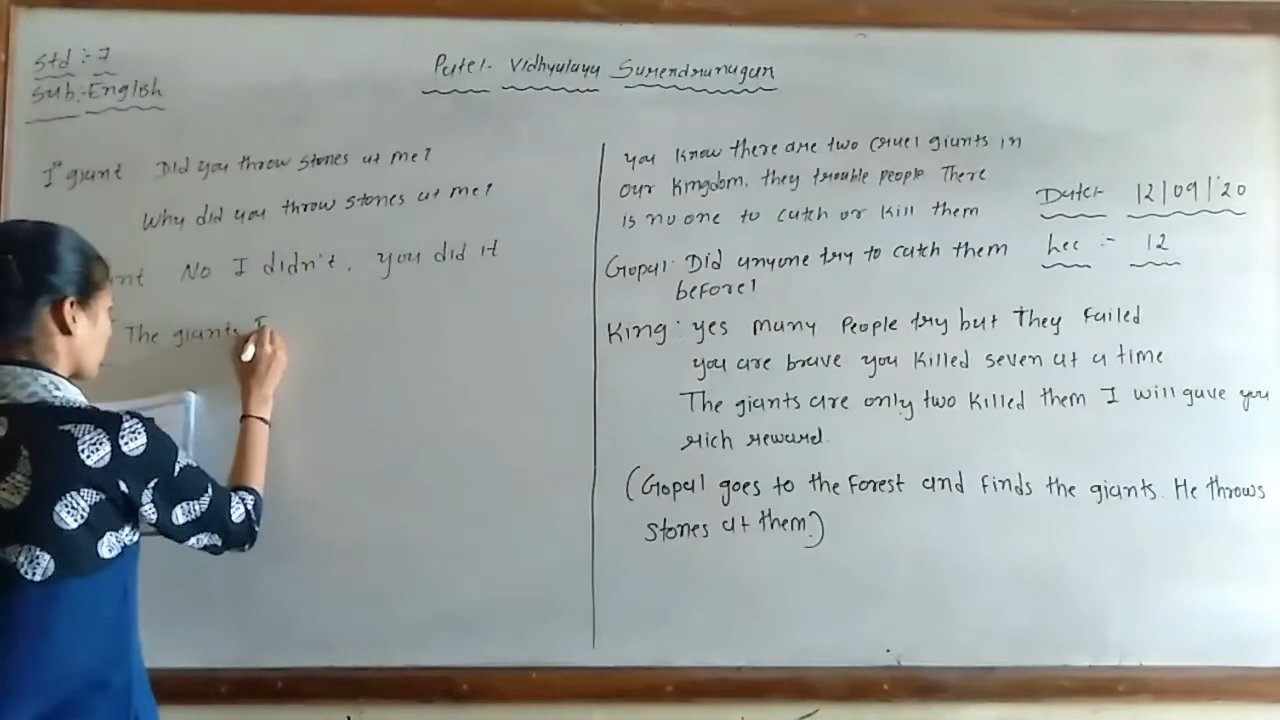 Std :- 7
Sub.-English
Patel Vidhyalaya Surendranagar
Ist giant Did you throw stones at me?
Why did you throw stones at me?
nt No I didn't, you did it
The giants
you know there are two cruel giants in
our kingdom. they trouble people There
is no one to catch or kill them
Gopal: Did anyone try to catch them
before?
King: yes many People try but They Failed
you are brave you killed seven at a time
The giants are only two killed them I will gave you
rich reward.
(Gopal goes to the Forest and Finds the giants. He throws
stones at them.)
Date:- 12/09/'20
Lec :- 12